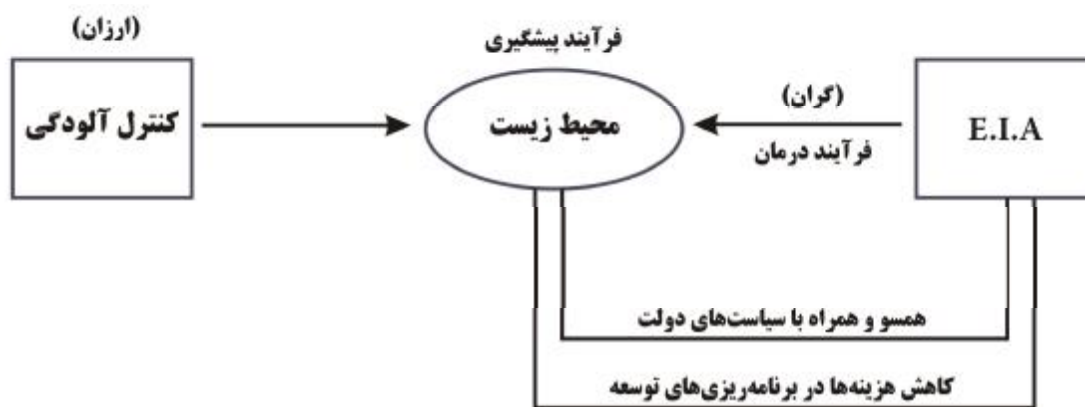 (ارزان)
فرآیند پیشگیری
کنترل آلودگی
محیط زیست
(گران)
فرآیند درمان
E.I.A
همسو و همراه با سیاست‌های دولت
کاهش هزینه‌ها در برنامه‌ریزی‌های توسعه